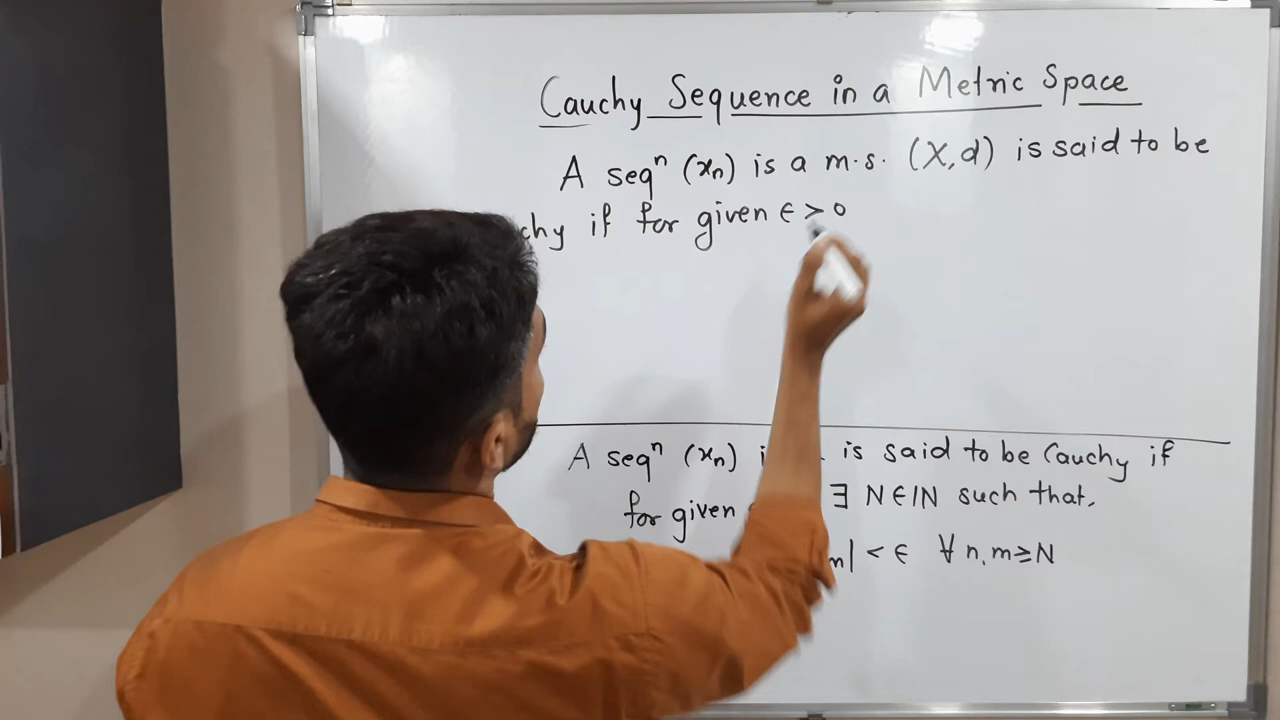 Cauchy Sequence in a Metric Space
A seqⁿ (xₙ) is a m.s. (X,d) is said to be
chy if for given ϵ > 0
A seqⁿ (xₙ) is said to be Cauchy if
for given ∃ N∈ℕ such that,
m| < ϵ ∀ n,m≥N